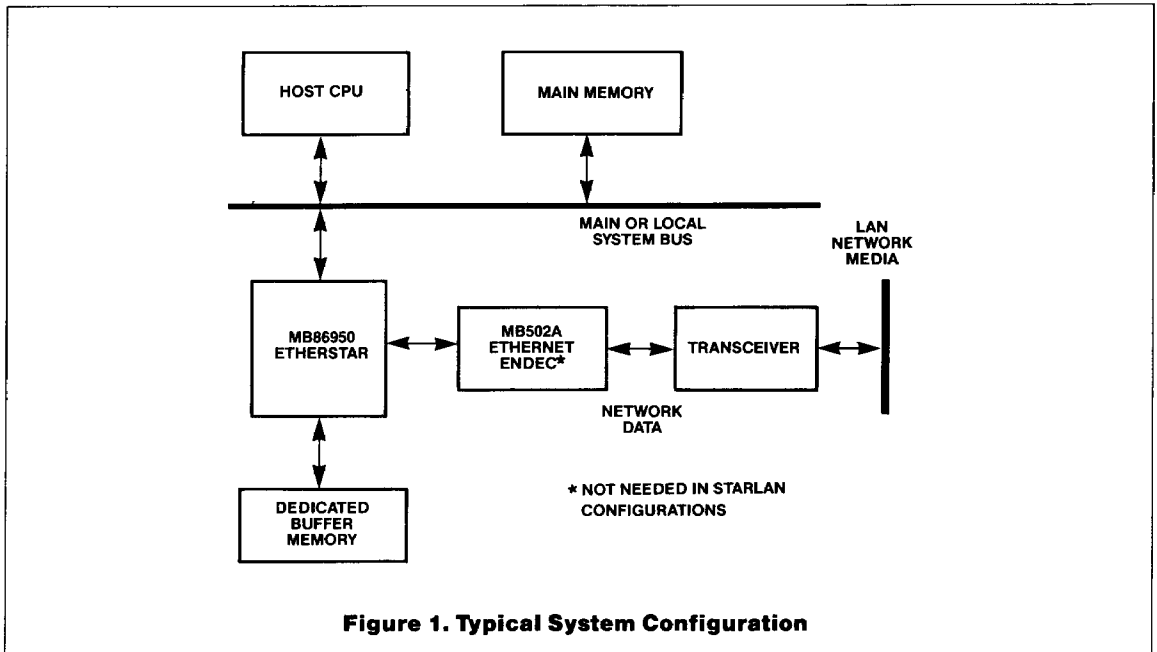 HOST CPU
MAIN MEMORY
MAIN OR LOCAL
SYSTEM BUS
LAN
NETWORK
MEDIA
MB86950
ETHERSTAR
MB502A
ETHERNET
ENDEC*
TRANSCEIVER
NETWORK
DATA
DEDICATED
BUFFER
MEMORY
* NOT NEEDED IN STARLAN
CONFIGURATIONS
Figure 1. Typical System Configuration